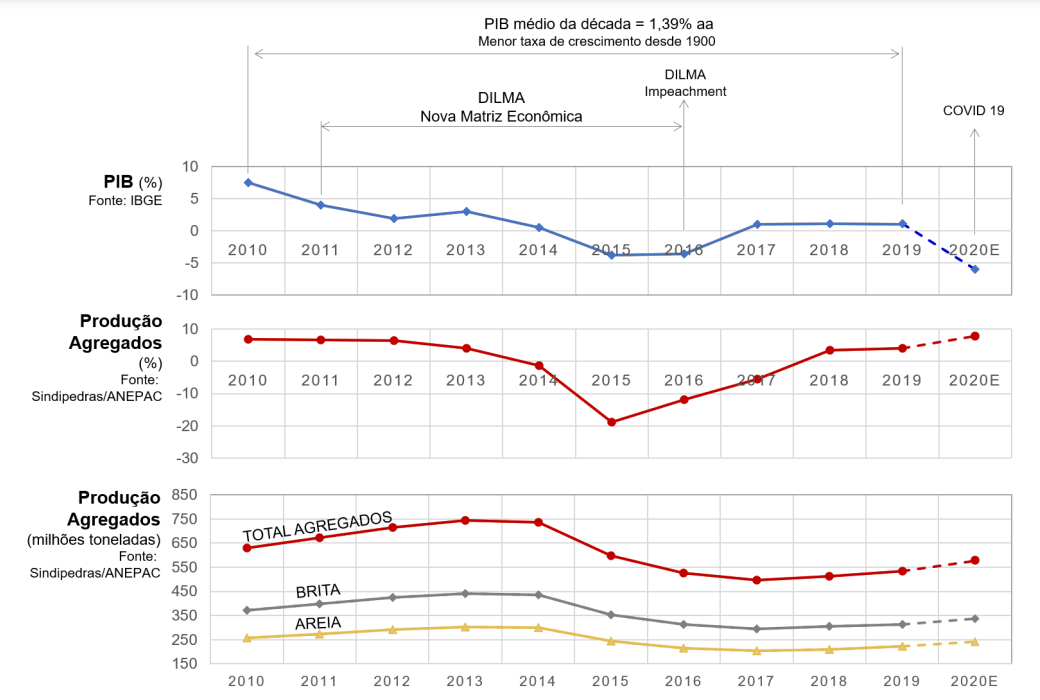 PIB médio da década = 1,39% aa
Menor taxa de crescimento desde 1900
DILMA
Impeachment
DILMA
Nova Matriz Econômica
COVID 19
PIB (%)
Fonte: IBGE
10
5
0
-5
-10
2010 2011 2012 2013 2014 2015 2016 2017 2018 2019 2020E
Produção
Agregados
(%)
Fonte:
Sindipedras/ANEPAC
10
0
-10
-20
-30
2010 2011 2012 2013 2014 2015 2016 2017 2018 2019 2020E
Produção
Agregados
(milhões toneladas)
Fonte:
Sindipedras/ANEPAC
850
750
650
550
450
350
250
150
TOTAL AGREGADOS
BRITA
AREIA
2010 2011 2012 2013 2014 2015 2016 2017 2018 2019 2020E